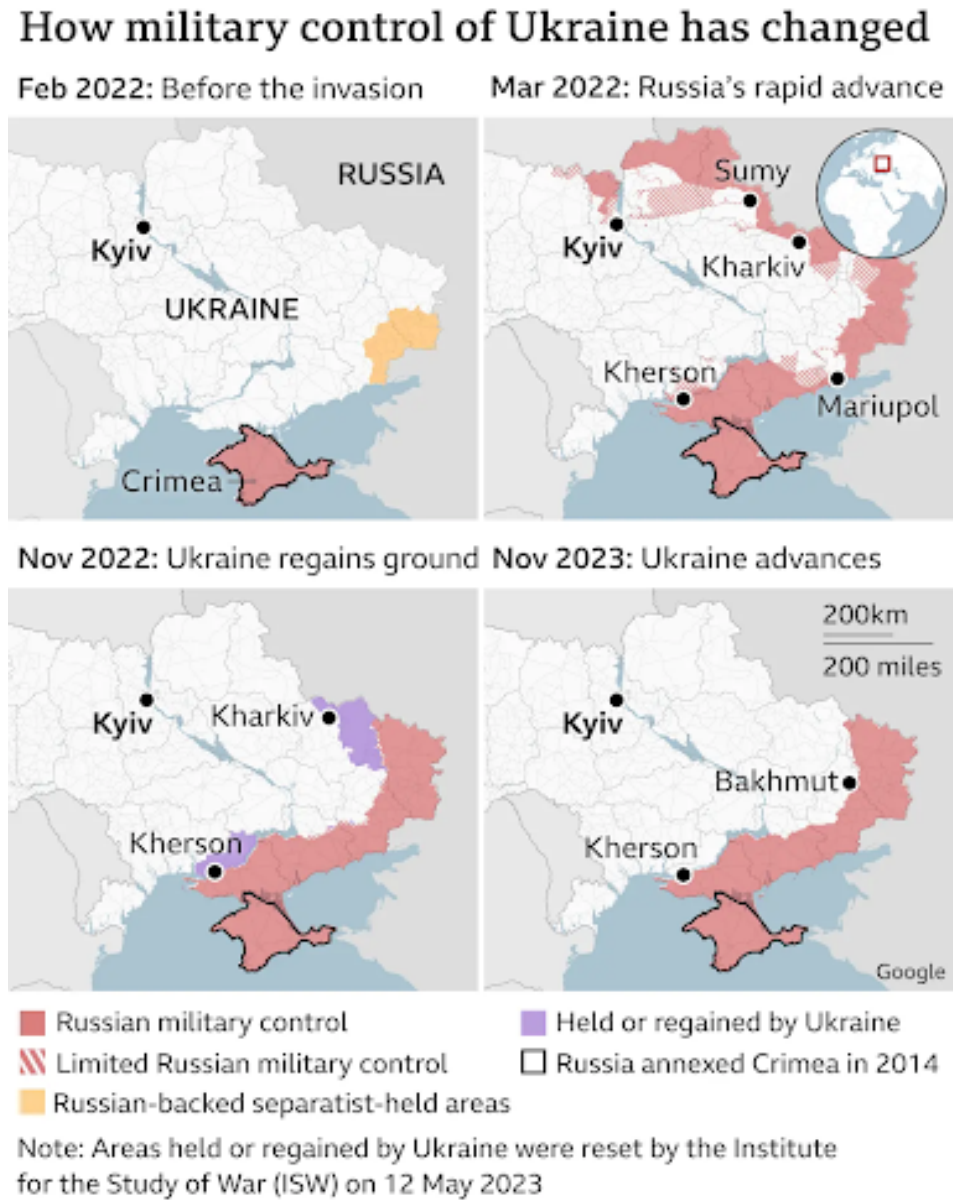 How military control of Ukraine has changed
Feb 2022: Before the invasion
RUSSIA
Kyiv
UKRAINE
Crimea
Mar 2022: Russia's rapid advance
Sumy
Kyiv
Kharkiv
Kherson
Mariupol
Nov 2022: Ukraine regains ground
Kyiv
Kharkiv
Kherson
Nov 2023: Ukraine advances
200km
200 miles
Kyiv
Bakhmut
Kherson
Google
Russian military control
Held or regained by Ukraine
Limited Russian military control
Russia annexed Crimea in 2014
Russian-backed separatist-held areas
Note: Areas held or regained by Ukraine were reset by the Institute
for the Study of War (ISW) on 12 May 2023